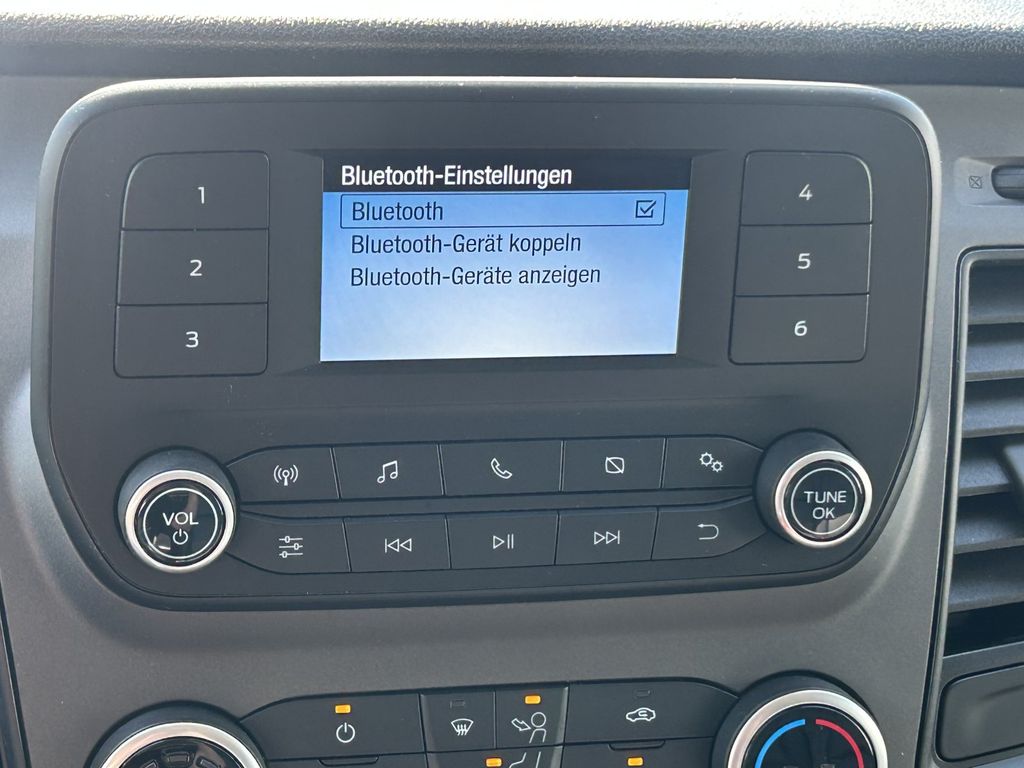 Bluetooth-Einstellungen
Bluetooth
Bluetooth-Gerät koppeln
Bluetooth-Geräte anzeigen
1
2
3
4
5
6
VOL
TUNE
OK